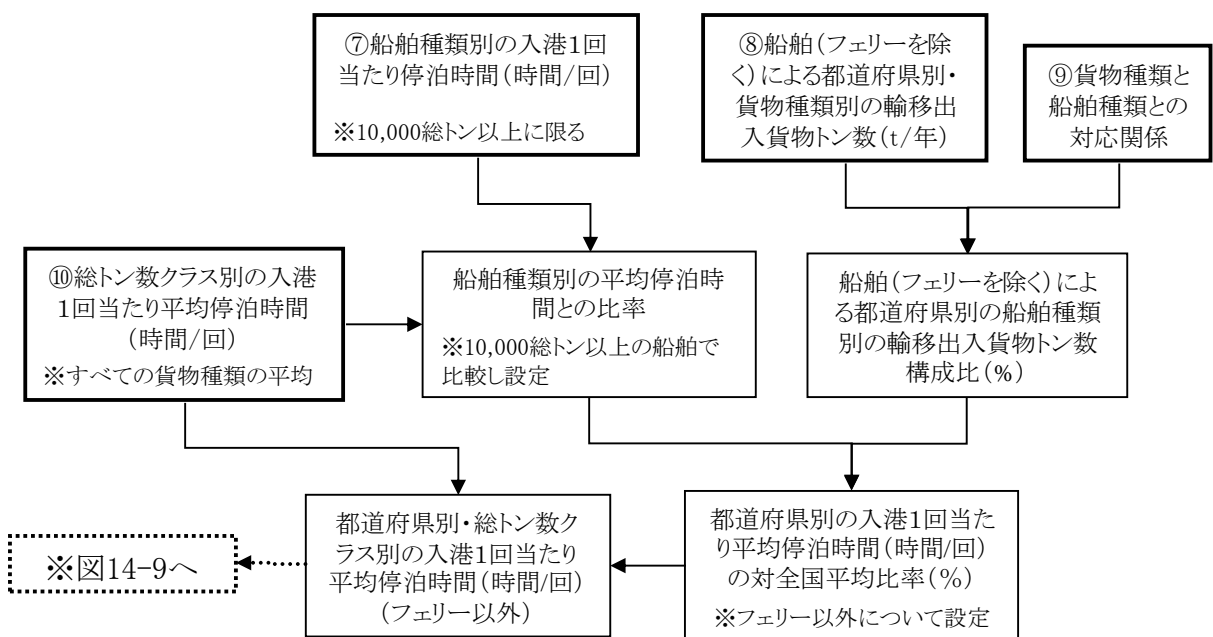 ⑦船舶種類別の入港1回
当たり停泊時間(時間/回)
※10,000総トン以上に限る
⑧船舶(フェリーを除
く)による都道府県別・
貨物種類別の輸移出
入貨物トン数(t/年)
⑨貨物種類と
船舶種類との
対応関係
⑩総トン数クラス別の入港
1回当たり平均停泊時間
(時間/回)
※すべての貨物種類の平均
船舶種類別の平均停泊時
間との比率
※10,000総トン以上の船舶で
比較し設定
船舶(フェリーを除く)によ
る都道府県別の船舶種類
別の輸移出入貨物トン数
構成比(%)
※図14-9へ
都道府県別・総トン数ク
ラス別の入港1回当たり
平均停泊時間(時間/回)
(フェリー以外)
都道府県別の入港1回当た
り平均停泊時間(時間/回)
の対全国平均比率(%)
※フェリー以外について設定